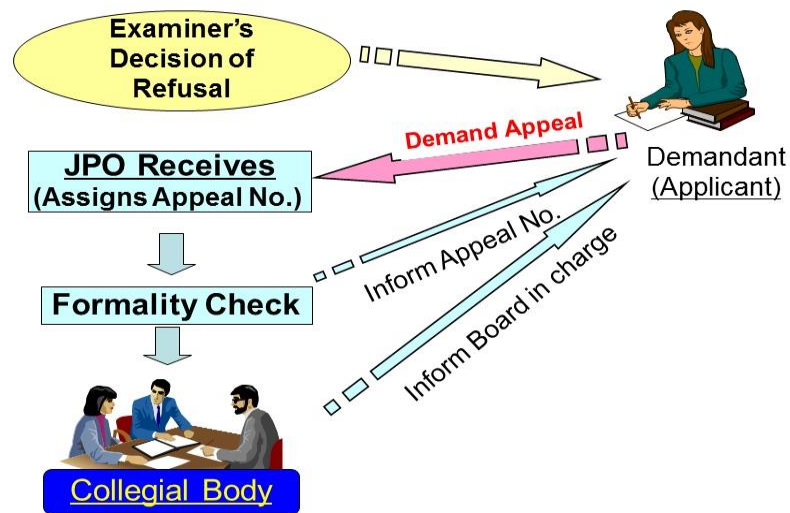 Examiner's
Decision of
Refusal
Demand Appeal
JPO Receives
(Assigns Appeal No.)
Demandant
(Applicant)
Inform Appeal No.
Formality Check
Inform Board in charge
Collegial Body